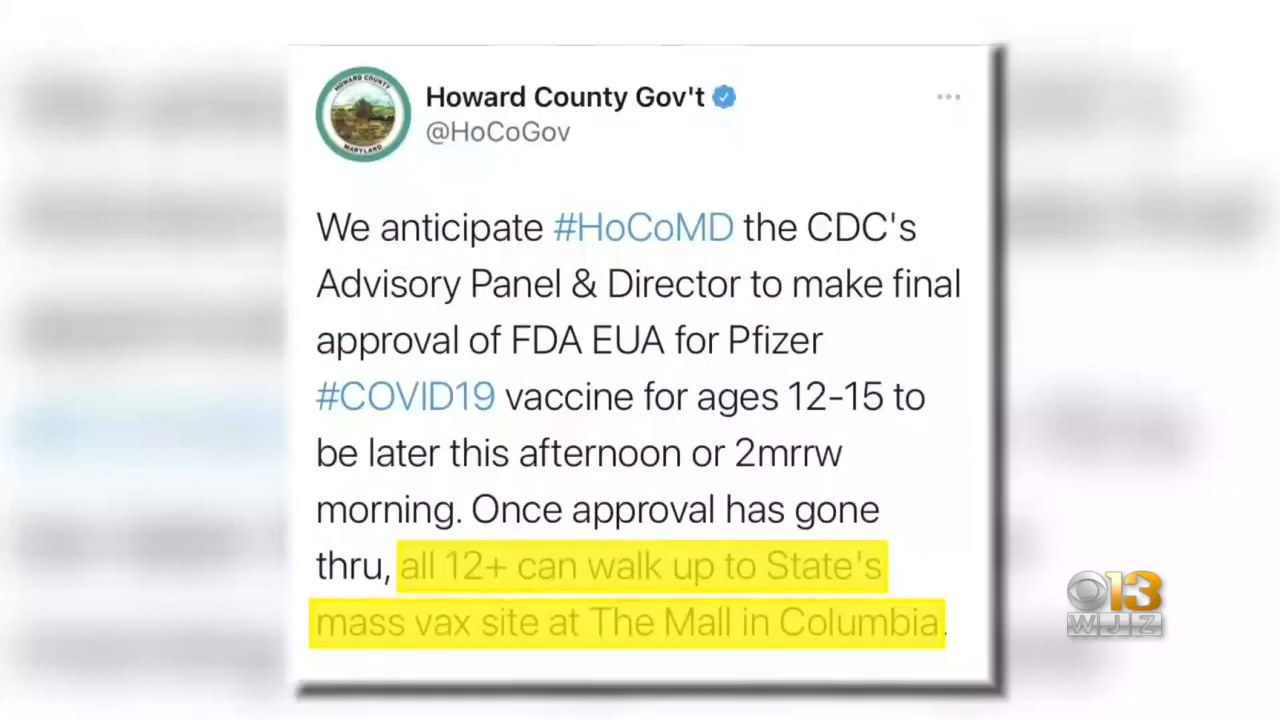 HOWARD COUNTY
MARYLAND
Howard County Gov't
@HoCoGov
We anticipate #HoCoMD the CDC's
Advisory Panel & Director to make final
approval of FDA EUA for Pfizer
#COVID19 vaccine for ages 12-15 to
be later this afternoon or 2mrrw
morning. Once approval has gone
thru, all 12+ can walk up to State's
mass vax site at The Mall in Columbia.
13
WJZ